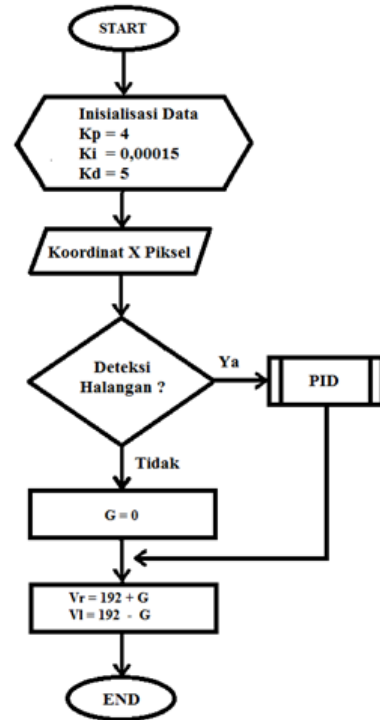 START
Inisialisasi Data
Kp = 4
Ki = 0,00015
Kd = 5
Koordinat X Piksel
Deteksi
Halangan ?
Ya
PID
Tidak
G = 0
Vr = 192 + G
Vl = 192 - G
END